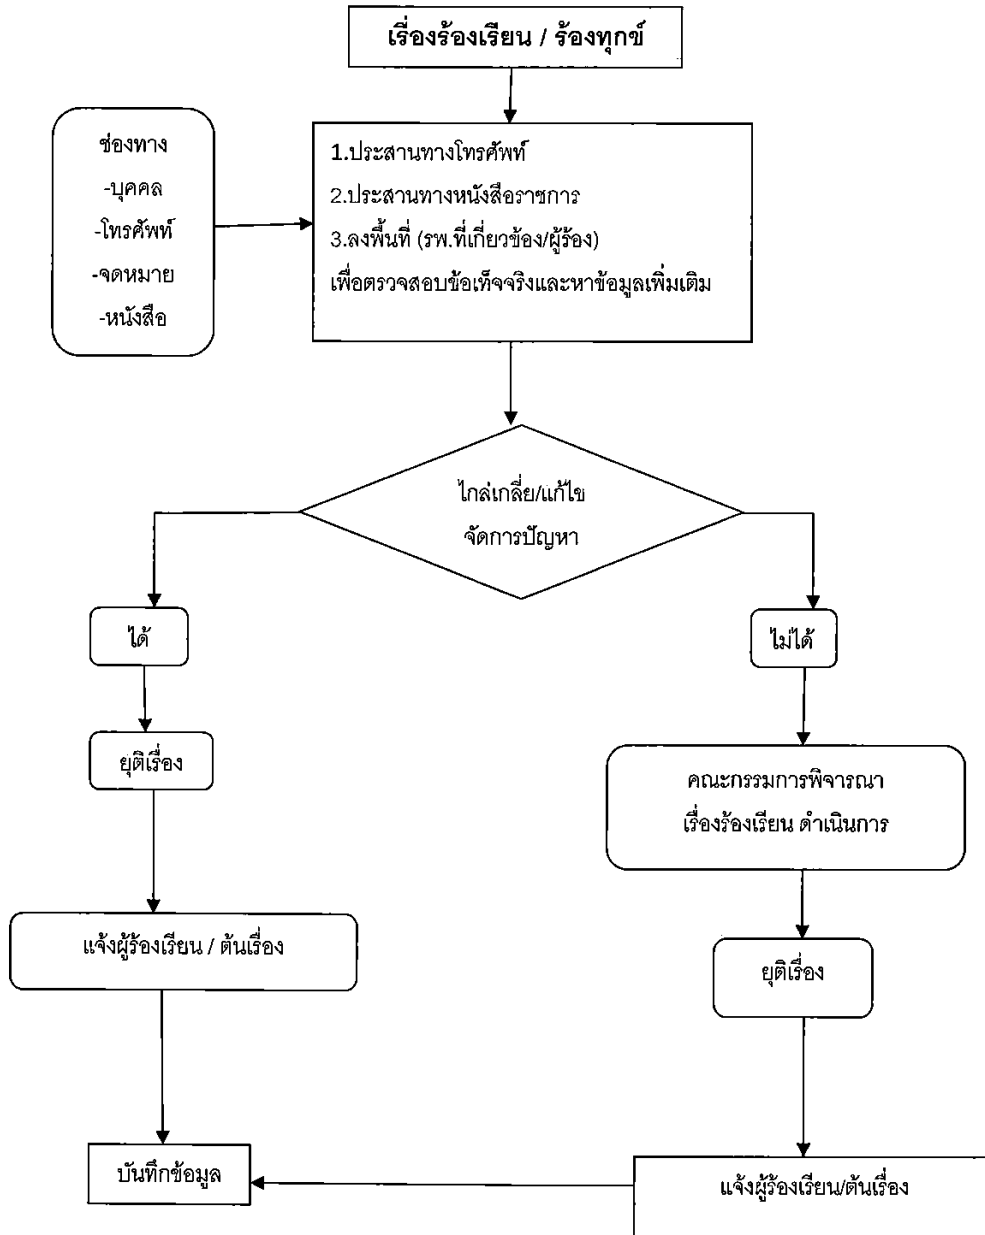 เรื่องร้องเรียน / ร้องทุกข์
ช่องทาง
-บุคคล
-โทรศัพท์
-จดหมาย
-หนังสือ
1.ประสานทางโทรศัพท์
2.ประสานทางหนังสือราชการ
3.ลงพื้นที่ (รพ.ที่เกี่ยวข้อง/ผู้ร้อง)
เพื่อตรวจสอบข้อเท็จจริงและหาข้อมูลเพิ่มเติม
ไกล่เกลี่ย/แก้ไข
จัดการปัญหา
ได้
ไม่ได้
ยุติเรื่อง
คณะกรรมการพิจารณา
เรื่องร้องเรียน ดำเนินการ
แจ้งผู้ร้องเรียน / ต้นเรื่อง
ยุติเรื่อง
บันทึกข้อมูล
แจ้งผู้ร้องเรียน/ต้นเรื่อง